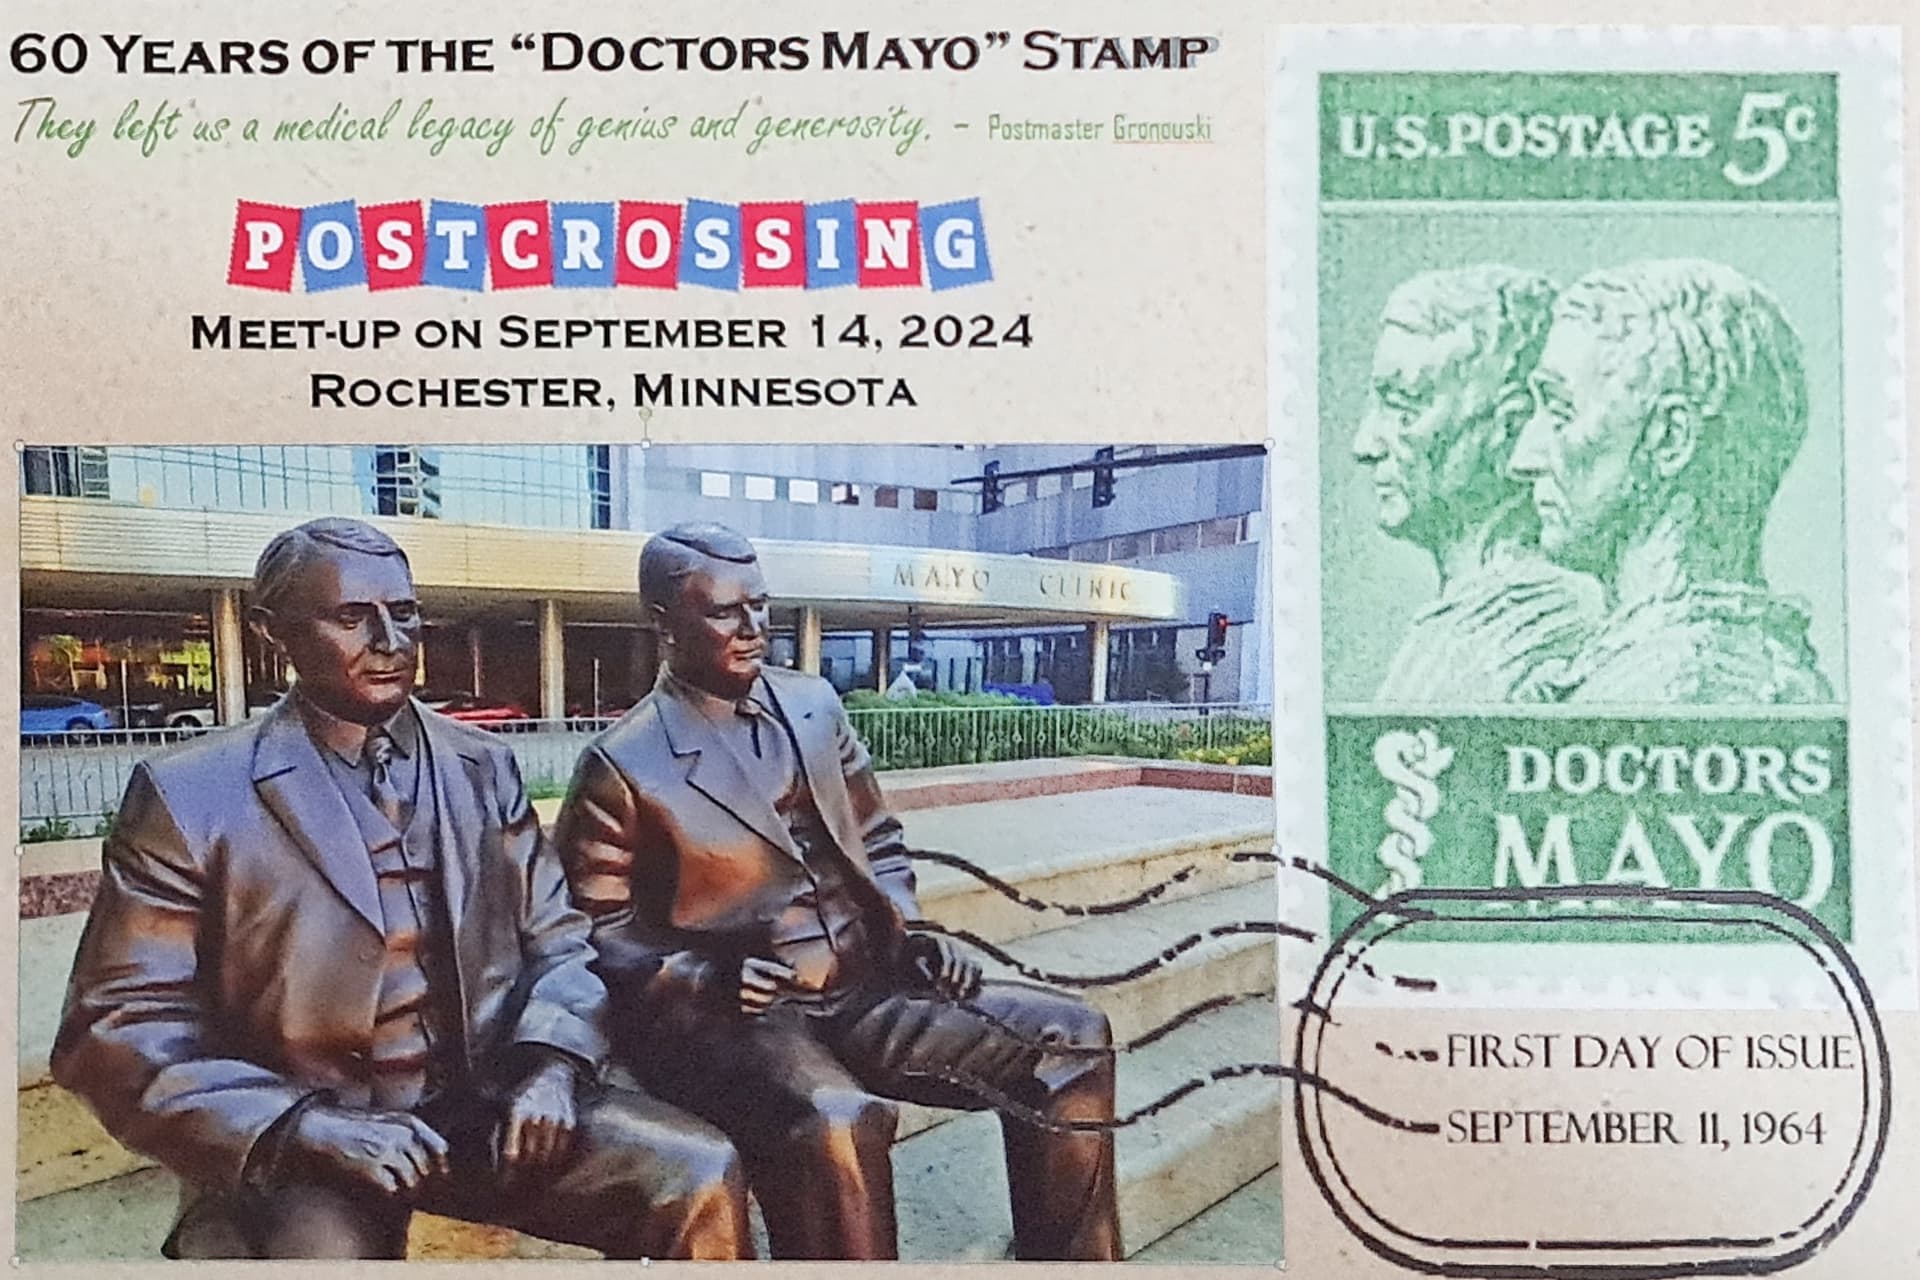 60 YEARS OF THE “DOCTORS MAYO” STAMP
They left us a medical legacy of genius and generosity. – Postmaster Gronouski
POSTCROSSING
MEET-UP ON SEPTEMBER 14, 2024
ROCHESTER, MINNESOTA
MAYO CLINIC
U.S. POSTAGE 5c
DOCTORS
MAYO
FIRST DAY OF ISSUE
SEPTEMBER 11, 1964